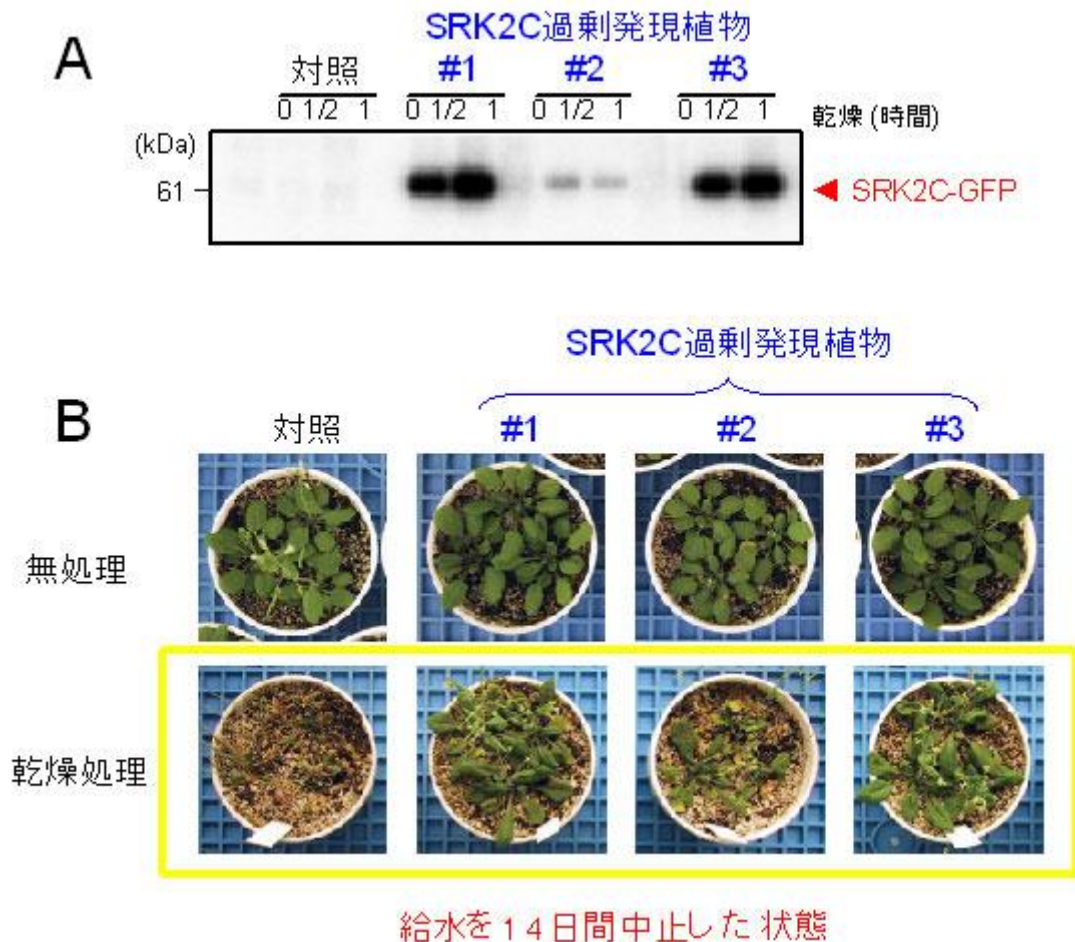 A
SRK2C過剰発現植物
対照 #1 #2 #3
0 1/2 1 0 1/2 1 0 1/2 1 0 1/2 1 乾燥(時間)
(kDa)
61
SRK2C-GFP
SRK2C過剰発現植物
B
対照 #1 #2 #3
無処理
乾燥処理
給水を14日間中止した状態